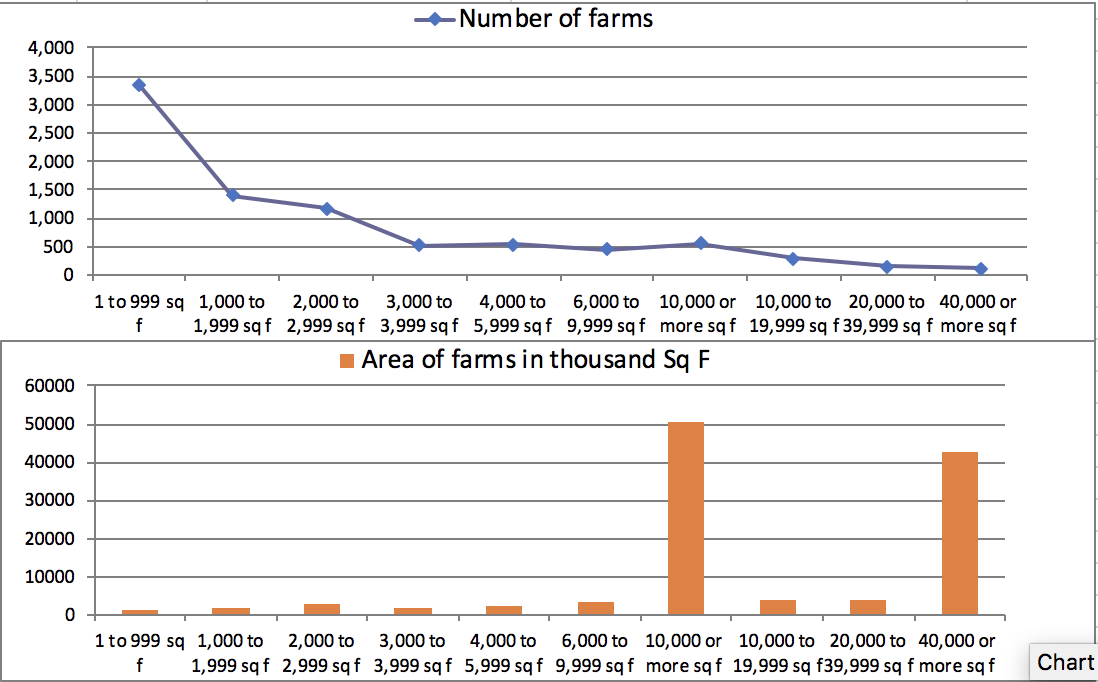 Number of farms
4,000
3,500
3,000
2,500
2,000
1,500
1,000
500
0
1 to 999 sq 1,000 to 2,000 to 3,000 to 4,000 to 6,000 to 10,000 or 10,000 to 20,000 to 40,000 or
f 1,999 sq f 2,999 sq f 3,999 sq f 5,999 sq f 9,999 sq f more sq f 19,999 sq f 39,999 sq f more sq f
Area of farms in thousand Sq F
60000
50000
40000
30000
20000
10000
0
1 to 999 sq 1,000 to 2,000 to 3,000 to 4,000 to 6,000 to 10,000 or 10,000 to 20,000 to 40,000 or
f 1,999 sq f 2,999 sq f 3,999 sq f 5,999 sq f 9,999 sq f more sq f 19,999 sq f 39,999 sq f more sq f
Chart